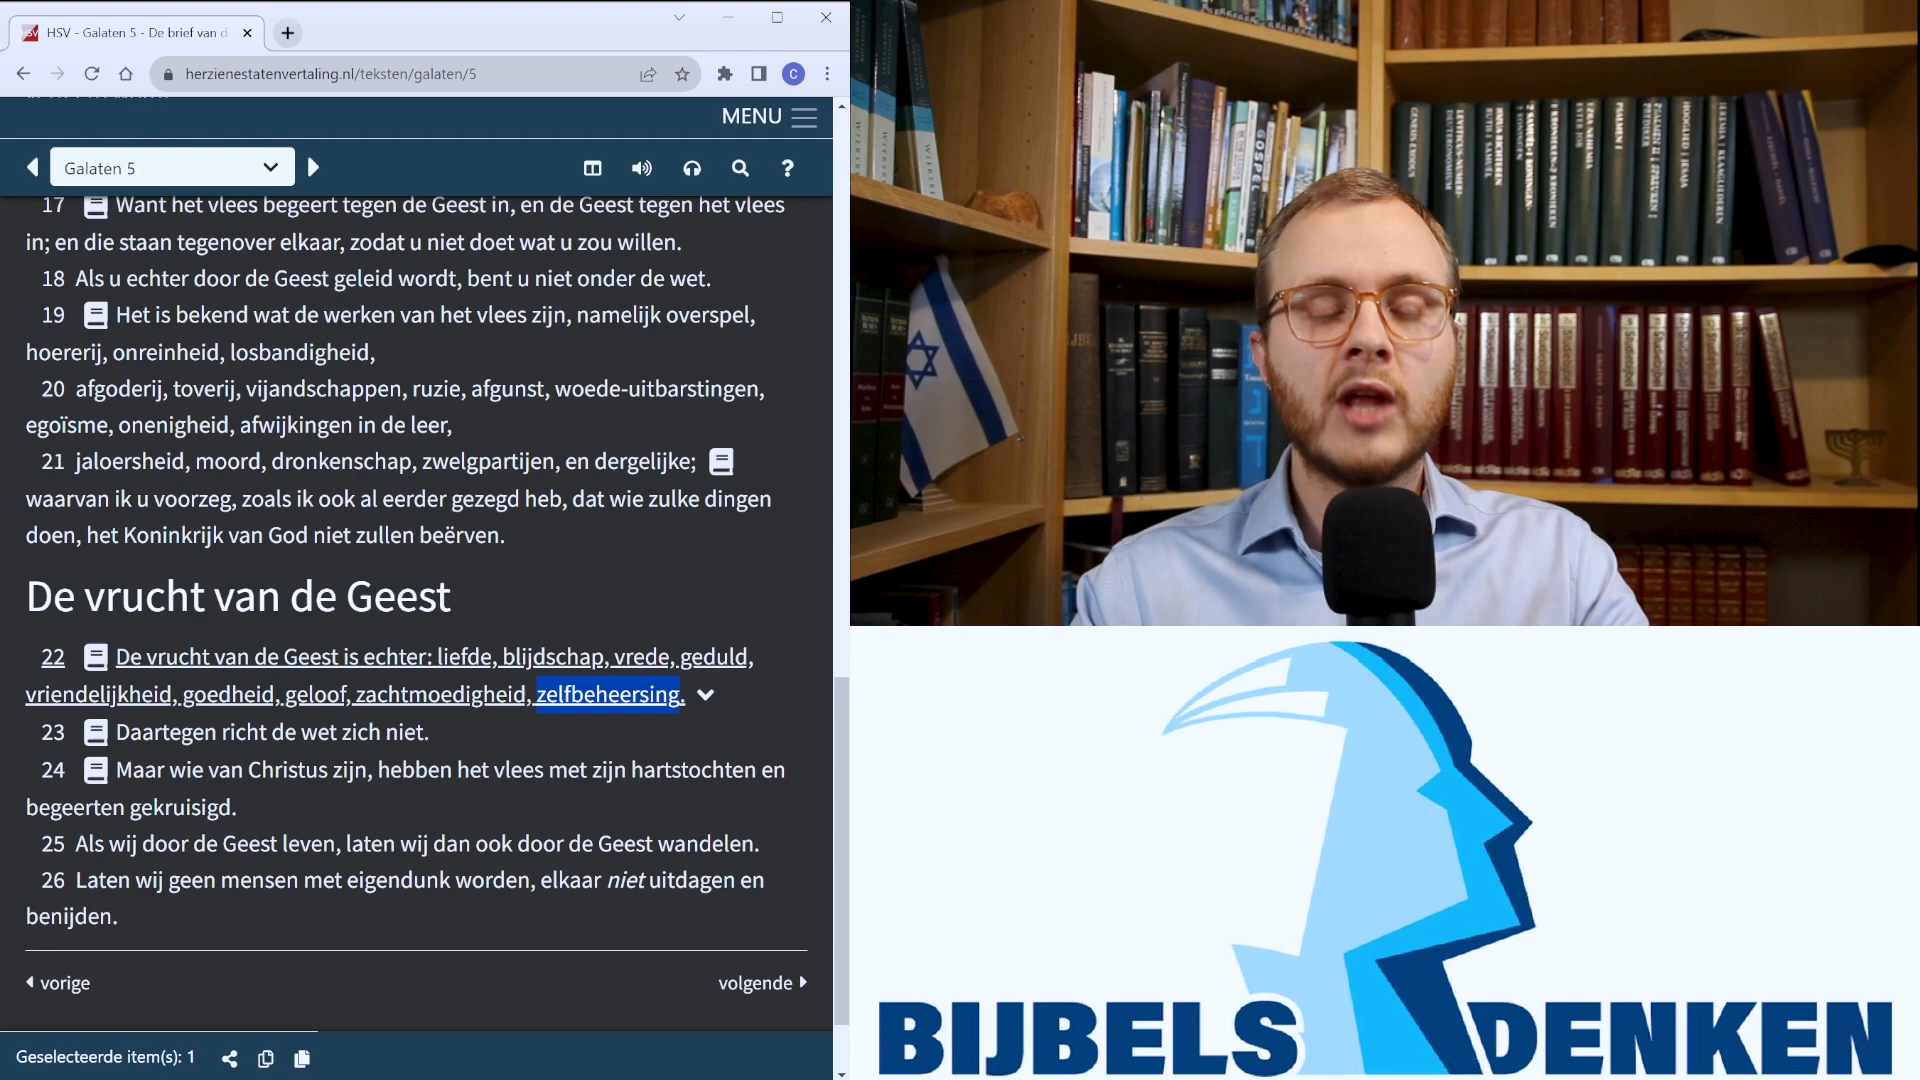 HSV - Galaten 5 - De brief van d
herzienestatenvertaling.nl/teksten/galaten/5
C
MENU
Galaten 5
17 Want het vlees begeert tegen de Geest in, en de Geest tegen het vlees
in; en die staan tegenover elkaar, zodat u niet doet wat u zou willen.
18 Als u echter door de Geest geleid wordt, bent u niet onder de wet.
19 Het is bekend wat de werken van het vlees zijn, namelijk overspel,
hoererij, onreinheid, losbandigheid,
20 afgoderij, toverij, vijandschappen, ruzie, afgunst, woede-uitbarstingen,
egoïsme, onenigheid, afwijkingen in de leer,
21 jaloersheid, moord, dronkenschap, zwelgpartijen, en dergelijke;
waarvan ik u voorzeg, zoals ik ook al eerder gezegd heb, dat wie zulke dingen
doen, het Koninkrijk van God niet zullen beërven.
De vrucht van de Geest
22 De vrucht van de Geest is echter: liefde, blijdschap, vrede, geduld,
vriendelijkheid, goedheid, geloof, zachtmoedigheid, zelfbeheersing.
23 Daartegen richt de wet zich niet.
24 Maar wie van Christus zijn, hebben het vlees met zijn hartstochten en
begeerten gekruisigd.
25 Als wij door de Geest leven, laten wij dan ook door de Geest wandelen.
26 Laten wij geen mensen met eigendunk worden, elkaar niet uitdagen en
benijden.
vorige
volgende
Geselecteerde item(s): 1
GOSPEL
BIJBELS DENKEN